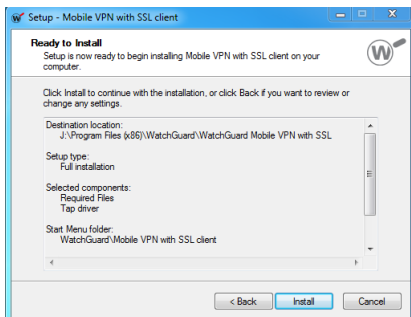 Setup - Mobile VPN with SSL client
Ready to Install
Setup is now ready to begin installing Mobile VPN with SSL client on your
computer.
W
Click Install to continue with the installation, or click Back if you want to review or
change any settings.
Destination location:
J:\Program Files (x86)\WatchGuard\WatchGuard Mobile VPN with SSL
Setup type:
Full installation
Selected components:
Required Files
Tap driver
Start Menu folder:
WatchGuard\Mobile VPN with SSL client
< Back
Install
Cancel